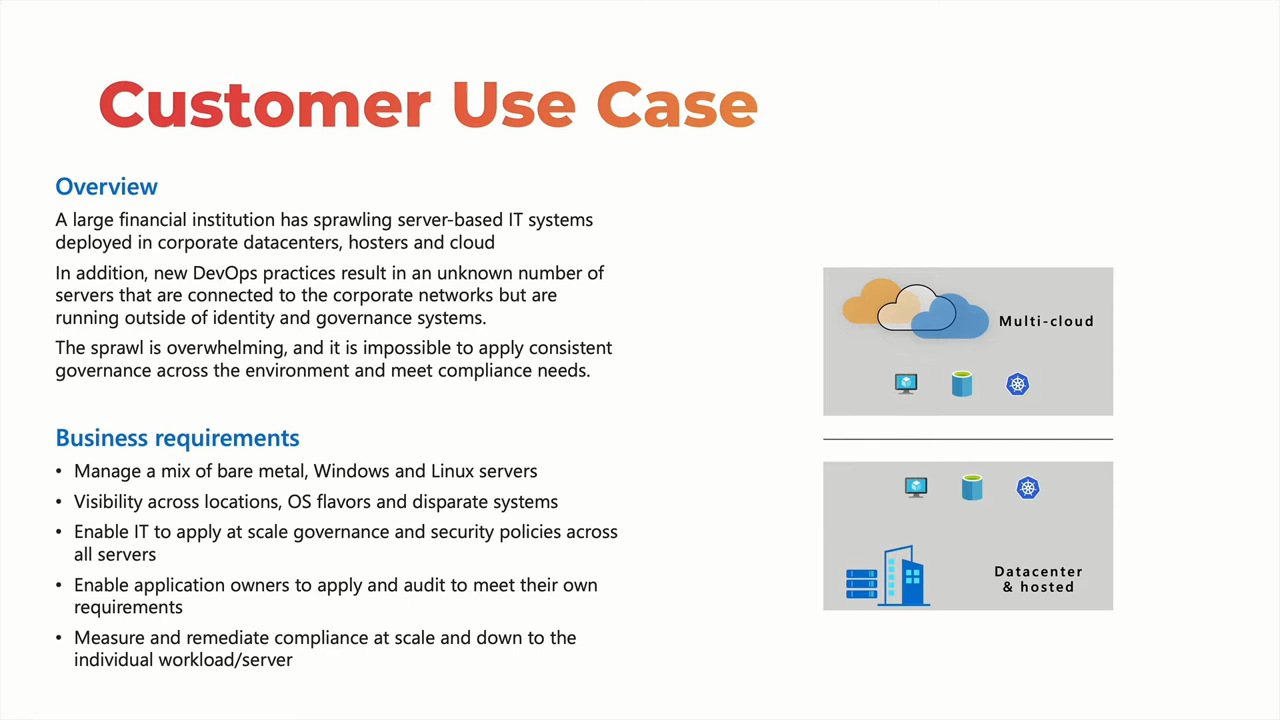 Customer Use Case
Overview
A large financial institution has sprawling server-based IT systems
deployed in corporate datacenters, hosters and cloud
In addition, new DevOps practices result in an unknown number of
servers that are connected to the corporate networks but are
running outside of identity and governance systems.
The sprawl is overwhelming, and it is impossible to apply consistent
governance across the environment and meet compliance needs.
Business requirements
• Manage a mix of bare metal, Windows and Linux servers
• Visibility across locations, OS flavors and disparate systems
• Enable IT to apply at scale governance and security policies across
all servers
• Enable application owners to apply and audit to meet their own
requirements
• Measure and remediate compliance at scale and down to the
individual workload/server
Multi-cloud
Datacenter
& hosted